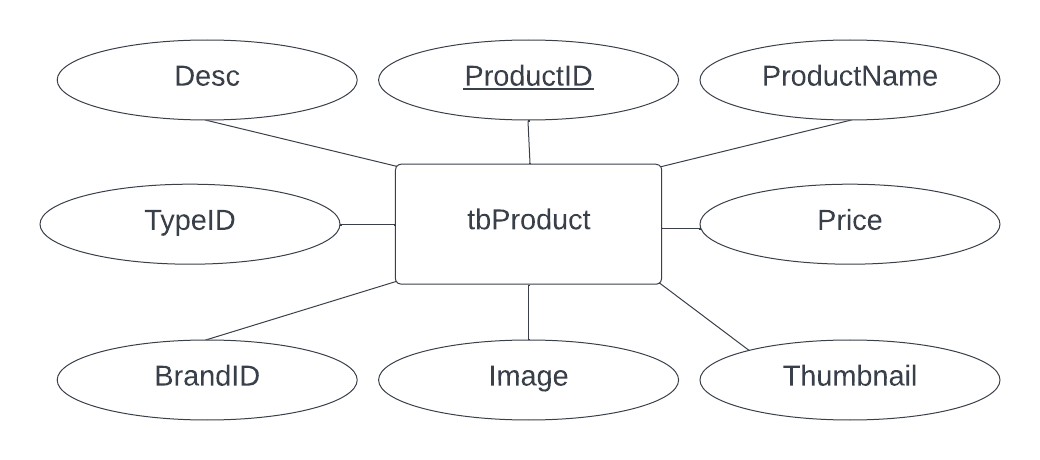 Desc
ProductID
ProductName
TypeID
tbProduct
Price
BrandID
Image
Thumbnail